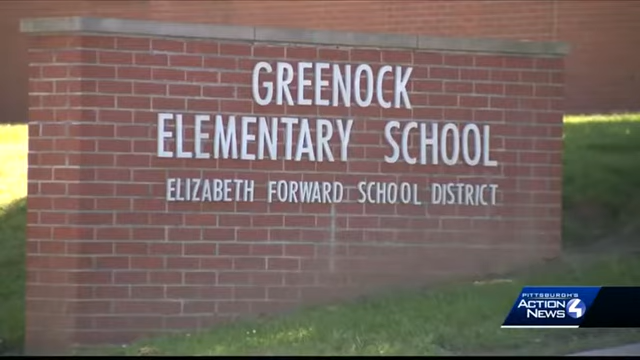 GREENOCK
ELEMENTARY SCHOOL
ELIZABETH FORWARD SCHOOL DISTRICT
PITTSBURGH'S
ACTION
NEWS 4